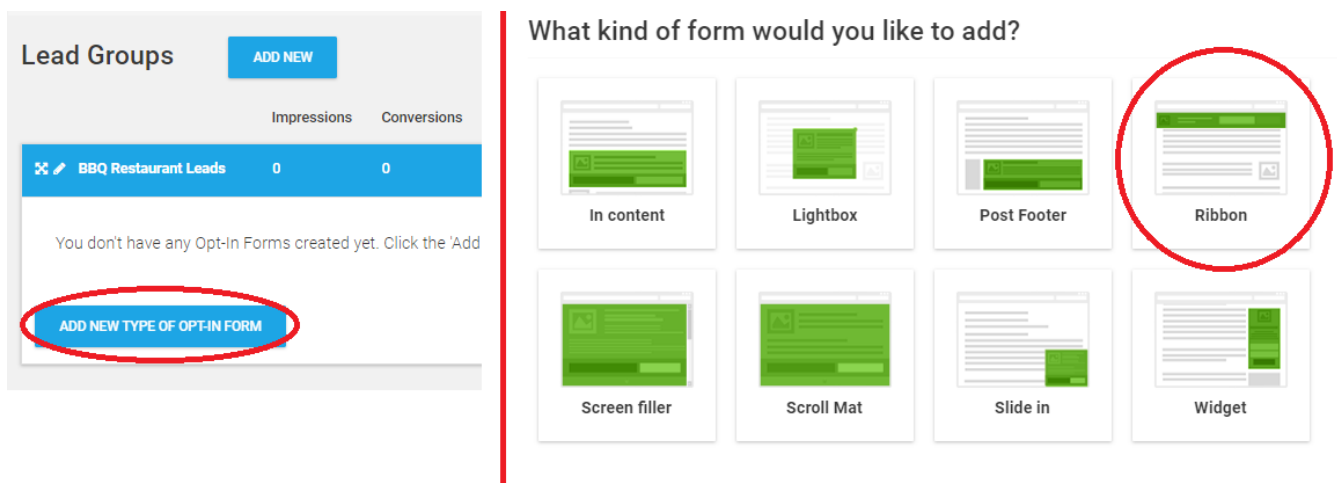 Lead Groups
ADD NEW
Impressions Conversions
BBQ Restaurant Leads 0 0
You don't have any Opt-In Forms created yet. Click the 'Add
ADD NEW TYPE OF OPT-IN FORM
What kind of form would you like to add?
In content Lightbox Post Footer Ribbon
Screen filler Scroll Mat Slide in Widget